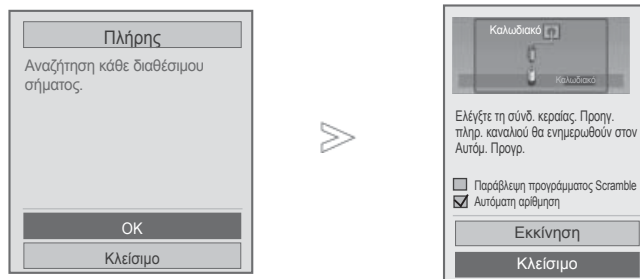 Πλήρης
Αναζήτηση κάθε διαθέσιμου
σήματος.
OK
Κλείσιμο
Καλωδιακό
Καλωδιακό
Ελέγξτε τη σύνδ. κεραίας. Προηγ.
πληρ. καναλιού θα ενημερωθούν στον
Αυτόμ. Προγρ.
Παράβλεψη προγράμματος Scramble
Αυτόματη αρίθμηση
Εκκίνηση
Κλείσιμο